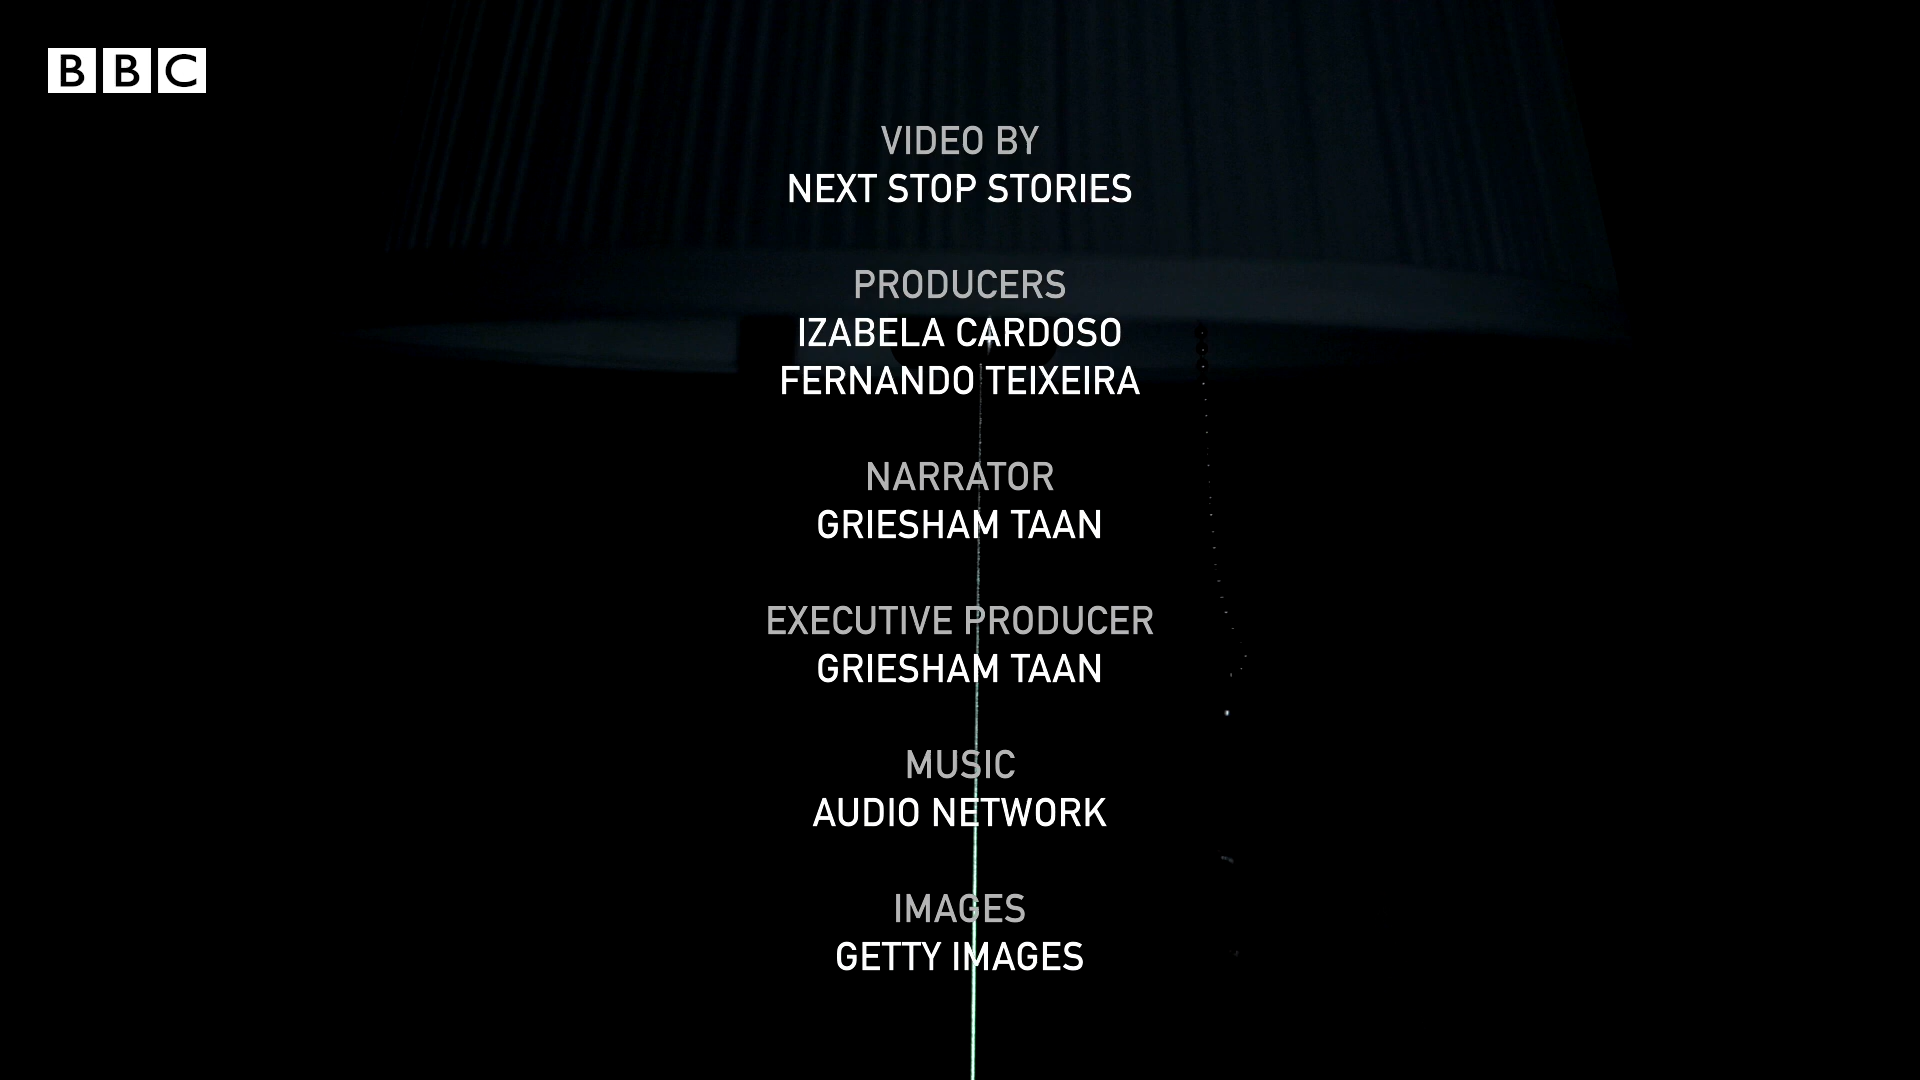 BBC
VIDEO BY
NEXT STOP STORIES
PRODUCERS
IZABELA CARDOSO
FERNANDO TEIXEIRA
NARRATOR
GRIESHAM TAAN
EXECUTIVE PRODUCER
GRIESHAM TAAN
MUSIC
AUDIO NETWORK
IMAGES
GETTY IMAGES